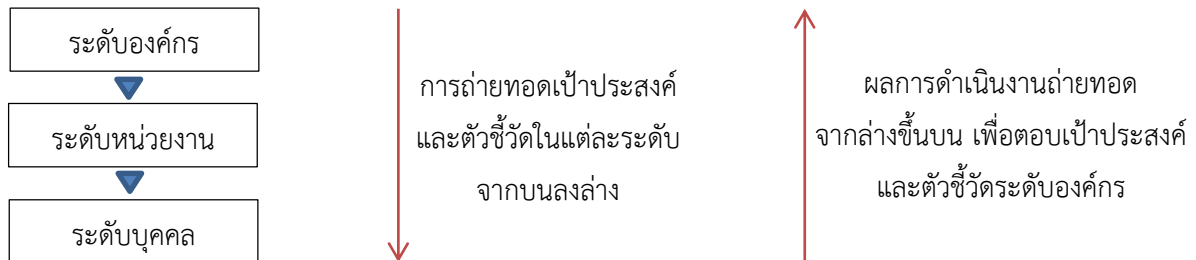 ระดับองค์กร
ระดับหน่วยงาน
ระดับบุคคล
การถ่ายทอดเป้าประสงค์
และตัวชี้วัดในแต่ละระดับ
จากบนลงล่าง
ผลการดำเนินงานถ่ายทอด
จากล่างขึ้นบน เพื่อตอบเป้าประสงค์
และตัวชี้วัดระดับองค์กร